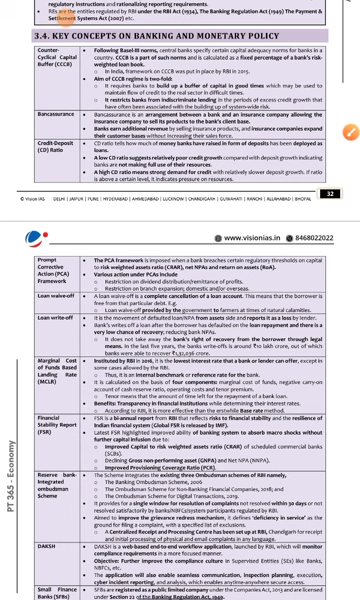 regulatory instructions and rationalising reporting requirements.
• REs are the entities regulated by RBI under the RBI Act (1934), The Banking Regulation Act (1949) The Payment &
Settlement Systems Act (2007) etc.
3.4. KEY CONCEPTS ON BANKING AND MONETARY POLICY
Counter-
Cyclical Capital
Buffer (CCCB)
• Following Basel-III norms, central banks specify certain capital adequacy norms for banks in a
country. CCCB is a part of such norms and is calculated as a fixed percentage of a bank's risk-
weighted loan book.
o In India, framework on CCCB was put in place by RBI in 2015.
• Aim of CCCB regime is two-fold:
o It requires banks to build up a buffer of capital in good times which may be used to
maintain flow of credit to the real sector in difficult times.
o It restricts banks from indiscriminate lending in the periods of excess credit growth that
have often been associated with the building up of system-wide risk.
Bancassurance
• Bancassurance is an arrangement between a bank and an insurance company allowing the
insurance company to sell its products to the bank's client base.
• Banks earn additional revenue by selling insurance products, and insurance companies expand
their customer bases without increasing their sales force.
Credit-Deposit
(CD) Ratio
• CD ratio tells how much of money banks have raised in form of deposits has been deployed as
loans.
• A low CD ratio suggests relatively poor credit growth compared with deposit growth indicating
banks are not making full use of their resources.
• A high CD ratio means strong demand for credit with relatively slower deposit growth. If ratio
is above a certain level, it indicates pressure on resources.
32
© Vision IAS DELHI | JAIPUR | PUNE | HYDERABAD | AHMEDABAD | LUCKNOW | CHANDIGARH | GUWAHATI | RANCHI | ALLAHABAD | BHOPAL
www.visionias.in 8468022022
Prompt
Corrective
Action (PCA)
Framework
• The PCA framework is imposed when a bank breaches certain regulatory thresholds on capital
to risk weighted assets ratio (CRAR), net NPAs and return on assets (RoA).
• Various action under PCAs include
o Restriction on dividend distribution/remittance of profits.
o Restriction on branch expansion; domestic and/or overseas.
Loan waive-off
• A loan waive-off is a complete cancellation of a loan account. This means that the borrower is
free from that particular debt. E.g.
o Loan waive-off provided by the government to farmers at times of natural calamities.
Loan write-off
• It is the movement of defaulted loan/NPA from assets side and reports it as a loss by lender.
• Bank's writes off a loan after the borrower has defaulted on the loan repayment and there is a
very low chance of recovery; reducing bank NPAs.
o It does not take away the bank's right of recovery from the borrower through legal
means. In the last five years, the banks write-offs is around ₹10 lakh crore, out of which
banks were able to recover ₹1,32,036 crore.
Marginal Cost
of Funds Based
Landing Rate
(MCLR)
• Instituted by RBI in 2016, it is the lowest interest rate that a bank or lender can offer, except in
some cases allowed by the RBI.
o Thus, it is an internal benchmark or reference rate for the bank.
• It is calculated on the basis of four components: marginal cost of funds, negative carry-on
account of cash reserve ratio, operating costs and tenor premium.
o Tenor means that the amount of time left for the repayment of a bank loan.
• Benefits: Transparency in financial institutions while determining their interest rates.
o According to RBI, it is more effective than the erstwhile Base rate method.
Financial
Stability Report
(FSR)
• FSR is a bi-annual report from RBI that reflects risks to financial stability and the resilience of
Indian financial system (Global FSR is released by IMF).
• Latest FSR highlighted improved ability of banking system to absorb macro shocks without
further capital infusion due to:
o Improved Capital to risk weighted assets ratio (CRAR) of scheduled commercial banks
(SCBs).
o Declining Gross non-performing asset (GNPA) and Net NPA (NNPA).
o Improved Provisioning Coverage Ratio (PCR).
Reserve bank-
Integrated
ombudsman
Scheme
• The Scheme integrates the existing three Ombudsman schemes of RBI namely,
o The Banking Ombudsman Scheme, 2006
o The Ombudsman Scheme for Non-Banking Financial Companies, 2018; and
o The Ombudsman Scheme for Digital Transactions, 2019.
• It provides for a single window for resolution of complaints not resolved within 30 days or not
resolved satisfactorily by banks/NBFCs/system participants regulated by RBI.
• Aimed to improve the grievance redress mechanism, it defines 'deficiency in service' as the
ground for filing a complaint, with a specified list of exclusions.
o A Centralised Receipt and Processing Centre has been set up at RBI, Chandigarh for receipt
and initial processing of physical and email complaints in any language.
DAKSH
• DAKSH is a web-based end-to-end workflow application, launched by RBI, which will monitor
compliance requirements in a more focused manner.
• Objective: Further improve the compliance culture in Supervised Entities (SEs) like Banks,
NBFCs, etc.
• The application will also enable seamless communication, inspection planning, execution,
cyber incident reporting, and analysis, which enables anytime-anywhere secure access.
Small Finance
Banks (SFBs)
• SFBs are registered as a public limited company under the Companies Act, 2013 and are licensed
under Section 22 of the Banking Regulation Act, 1949.
PT 365 - Economy